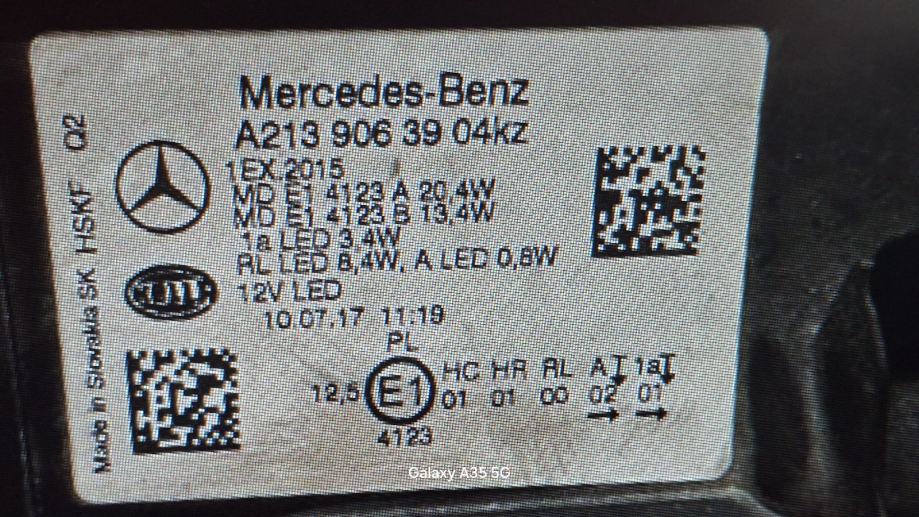 Mercedes-Benz
A213 906 39 04kz
1EX 2015
MD E1 4123 A 20,4W
MD E1 4123 B 13,4W
1a LED 3,4W
RL LED 8,4W, A LED 0,8W
12V LED
10.07.17 11:19
PL
HC HR RL AT 1aT
12,5 E1 01 01 00 02 01
→ →
4123
Made in Slovakia SK HSKF Q2
Galaxy A35 5G